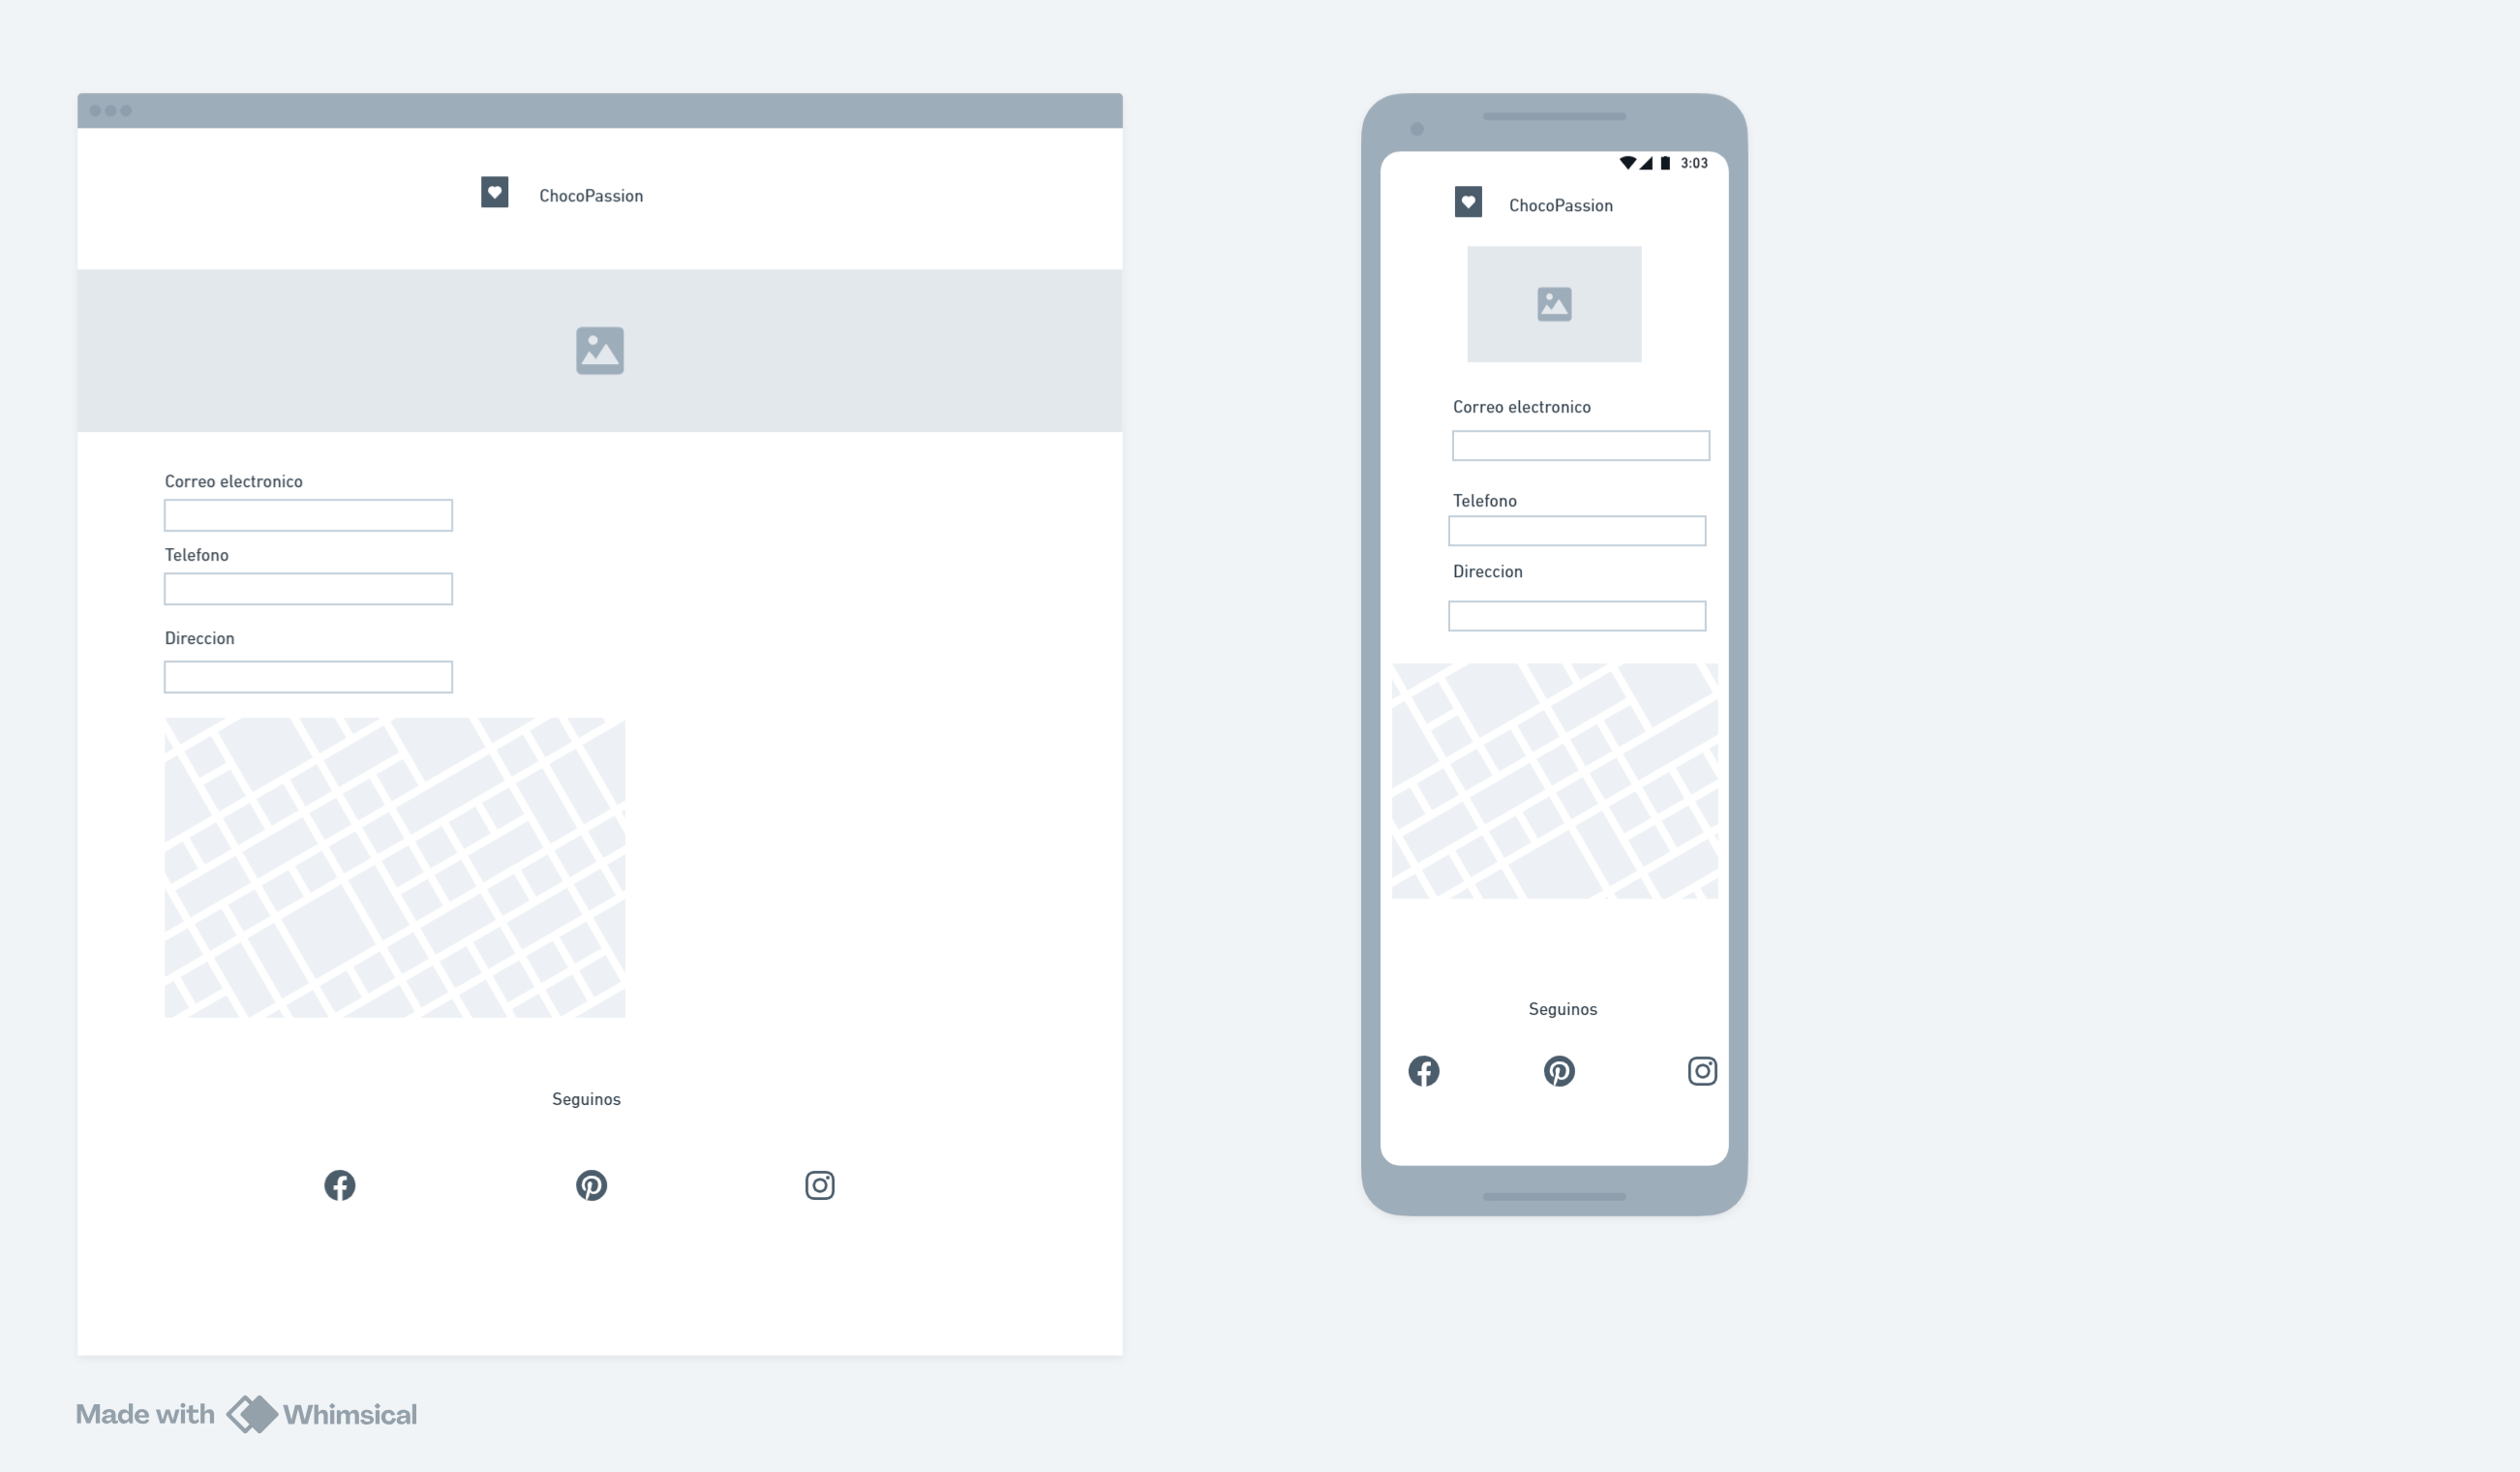 ChocoPassion
Correo electronico
Telefono
Direccion
Seguinos
3:03
ChocoPassion
Correo electronico
Telefono
Direccion
Seguinos
Made with Whimsical